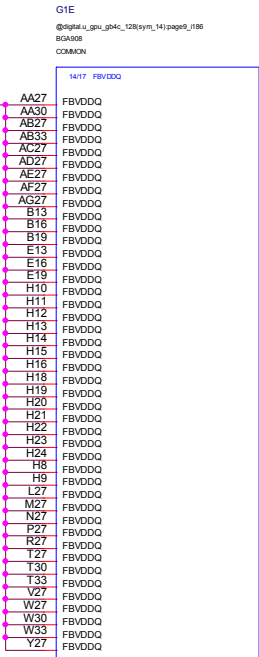 G1E
@digital.u_gpu_gb4c_128(sym_14):page9_i186
BGA908
COMMON
14/17 FBVDDQ
AA27 FBVDDQ
AA30 FBVDDQ
AB27 FBVDDQ
AB33 FBVDDQ
AC27 FBVDDQ
AD27 FBVDDQ
AE27 FBVDDQ
AF27 FBVDDQ
AG27 FBVDDQ
B13 FBVDDQ
B16 FBVDDQ
B19 FBVDDQ
E13 FBVDDQ
E16 FBVDDQ
E19 FBVDDQ
H10 FBVDDQ
H11 FBVDDQ
H12 FBVDDQ
H13 FBVDDQ
H14 FBVDDQ
H15 FBVDDQ
H16 FBVDDQ
H18 FBVDDQ
H19 FBVDDQ
H20 FBVDDQ
H21 FBVDDQ
H22 FBVDDQ
H23 FBVDDQ
H24 FBVDDQ
H8 FBVDDQ
H9 FBVDDQ
L27 FBVDDQ
M27 FBVDDQ
N27 FBVDDQ
P27 FBVDDQ
R27 FBVDDQ
T27 FBVDDQ
T30 FBVDDQ
T33 FBVDDQ
V27 FBVDDQ
W27 FBVDDQ
W30 FBVDDQ
W33 FBVDDQ
Y27 FBVDDQ